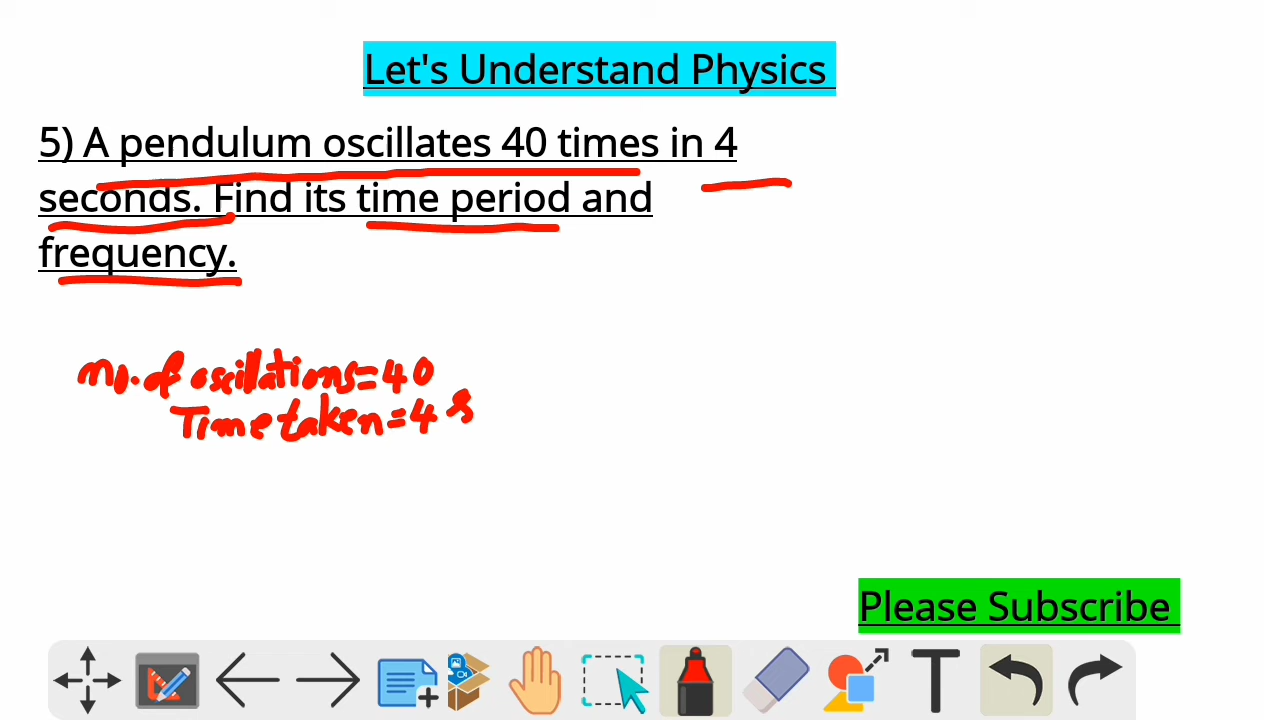 Let's Understand Physics
5) A pendulum oscillates 40 times in 4
seconds. Find its time period and
frequency.
no. of oscillations = 40
Time taken = 4 s
Please Subscribe
T